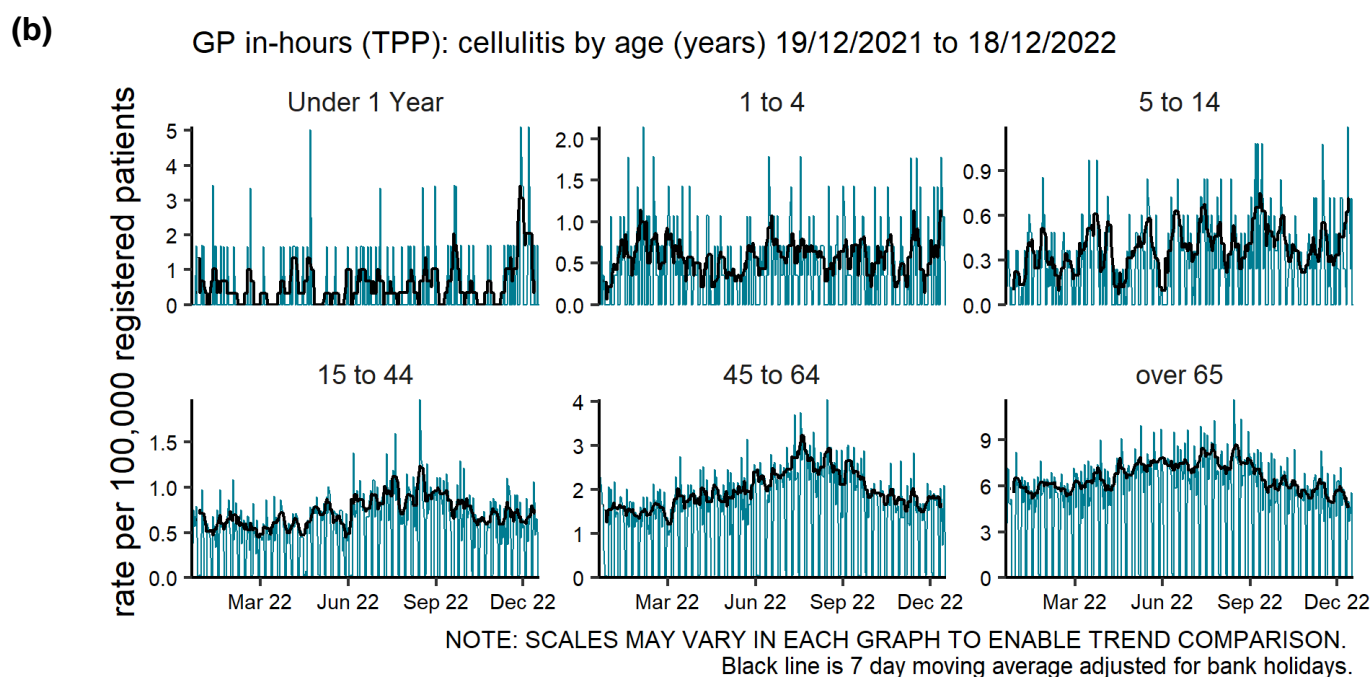 (b)
GP in-hours (TPP): cellulitis by age (years) 19/12/2021 to 18/12/2022
rate per 100,000 registered patients
Under 1 Year
5
4
3
2
1
0
1 to 4
2.0
1.5
1.0
0.5
0.0
5 to 14
0.9
0.6
0.3
0.0
15 to 44
1.5
1.0
0.5
0.0
Mar 22 Jun 22 Sep 22 Dec 22
45 to 64
4
3
2
1
0
Mar 22 Jun 22 Sep 22 Dec 22
over 65
9
6
3
0
Mar 22 Jun 22 Sep 22 Dec 22
NOTE: SCALES MAY VARY IN EACH GRAPH TO ENABLE TREND COMPARISON.
Black line is 7 day moving average adjusted for bank holidays.